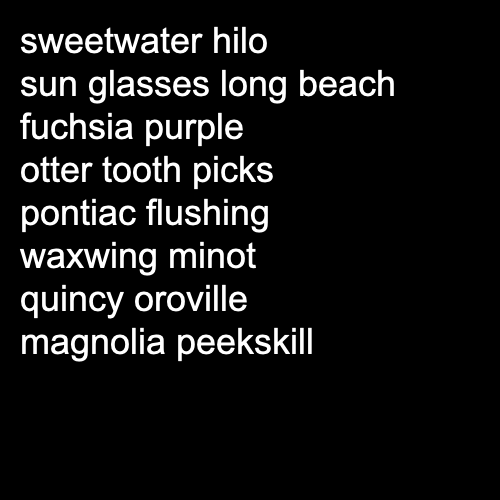 sweetwater hilo
sun glasses long beach
fuchsia purple
otter tooth picks
pontiac flushing
waxwing minot
quincy oroville
magnolia peekskill